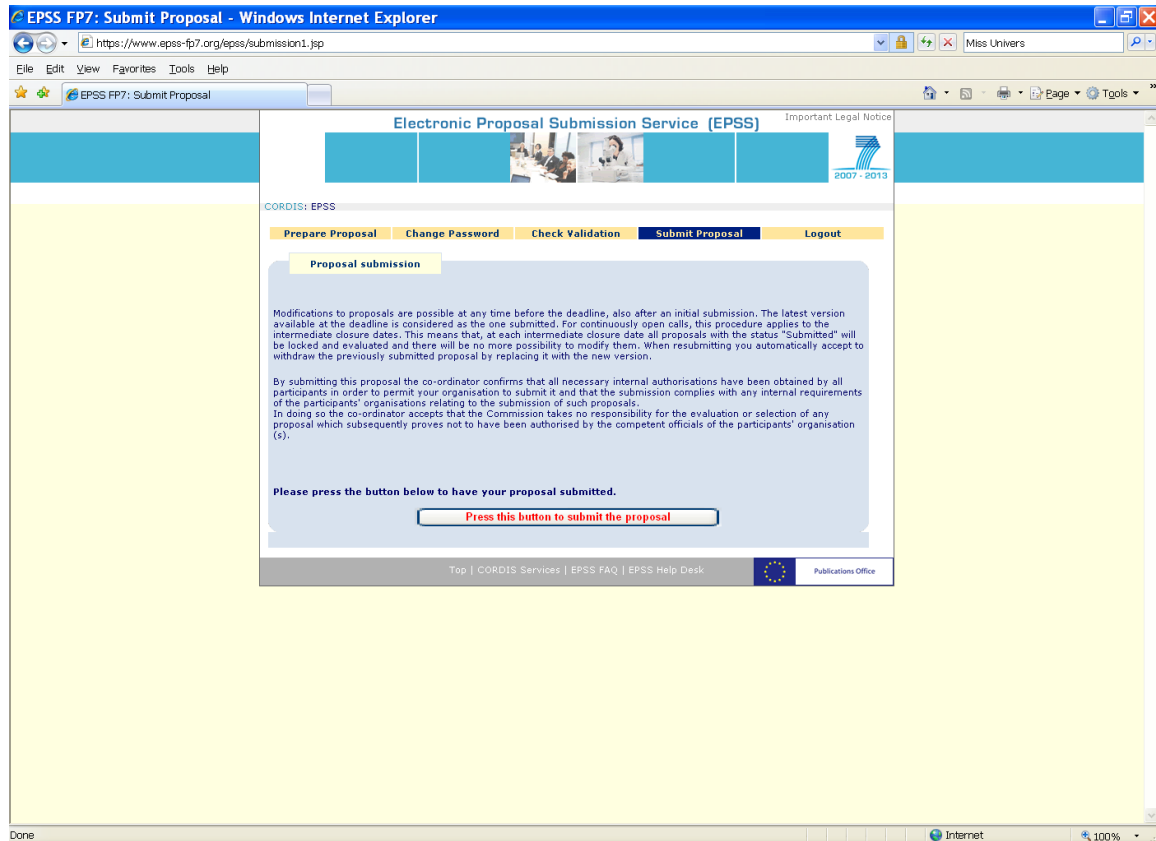 EPSS FP7: Submit Proposal - Windows Internet Explorer
https://www.epss-fp7.org/epss/submission1.jsp
Miss Univers
File Edit View Favorites Tools Help
EPSS FP7: Submit Proposal
Page Tools »
Electronic Proposal Submission Service (EPSS)
Important Legal Notice
7
2007 - 2013
CORDIS: EPSS
Prepare Proposal Change Password Check Validation Submit Proposal Logout
Proposal submission
Modifications to proposals are possible at any time before the deadline, also after an initial submission. The latest version
available at the deadline is considered as the one submitted. For continuously open calls, this procedure applies to the
intermediate closure dates. This means that, at each intermediate closure date all proposals with the status "Submitted" will
be locked and evaluated and there will be no more possibility to modify them. When resubmitting you automatically accept to
withdraw the previously submitted proposal by replacing it with the new version.
By submitting this proposal the co-ordinator confirms that all necessary internal authorisations have been obtained by all
participants in order to permit your organisation to submit it and that the submission complies with any internal requirements
of the participants' organisations relating to the submission of such proposals.
In doing so the co-ordinator accepts that the Commission takes no responsibility for the evaluation or selection of any
proposal which subsequently proves not to have been authorised by the competent officials of the participants' organisation
(s).
Please press the button below to have your proposal submitted.
Press this button to submit the proposal
Top | CORDIS Services | EPSS FAQ | EPSS Help Desk
Publications Office
Done
Internet
100%